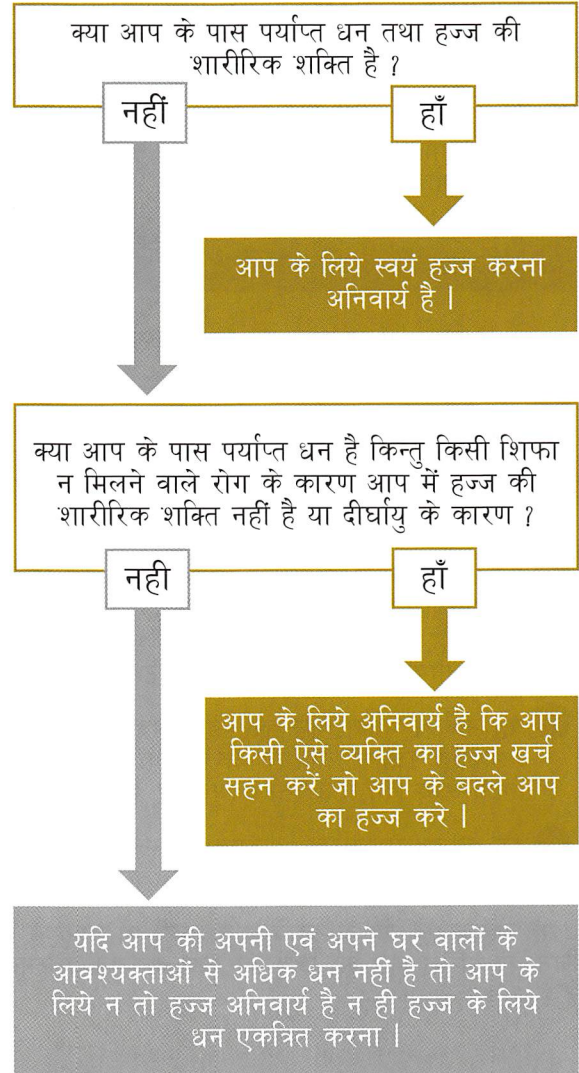 क्या आप के पास पर्याप्त धन तथा हज्ज की
शारीरिक शक्ति है ?
नहीं
हाँ
आप के लिये स्वयं हज्ज करना
अनिवार्य है |
क्या आप के पास पर्याप्त धन है किन्तु किसी शिफा
न मिलने वाले रोग के कारण आप में हज्ज की
शारीरिक शक्ति नहीं है या दीर्घायु के कारण ?
नही
हाँ
आप के लिये अनिवार्य है कि आप
किसी ऐसे व्यक्ति का हज्ज खर्च
सहन करें जो आप के बदले आप
का हज्ज करे |
यदि आप की अपनी एवं अपने घर वालों के
आवश्यक्ताओं से अधिक धन नहीं है तो आप के
लिये न तो हज्ज अनिवार्य है न ही हज्ज के लिये
धन एकत्रित करना |